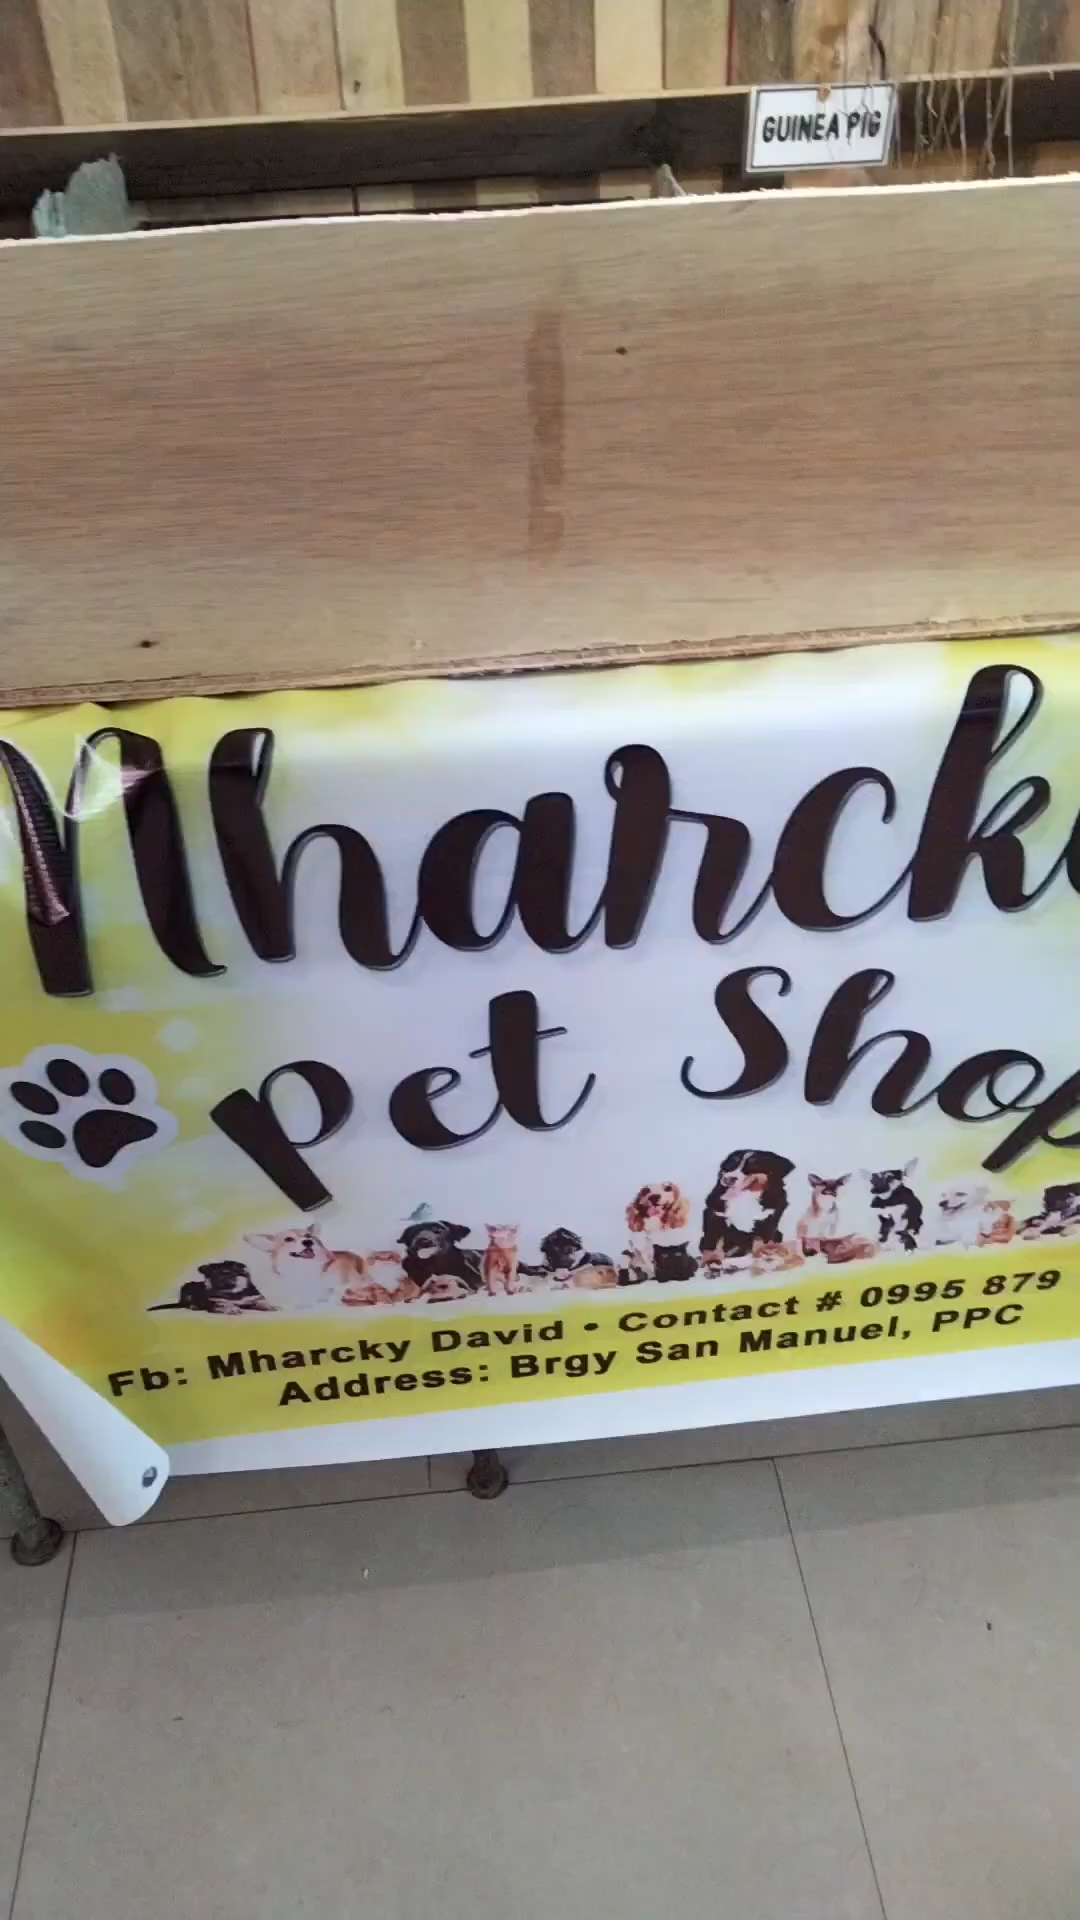 GUINEA PIG
Mharck
Pet Shop
Fb: Mharcky David • Contact # 0995 879
Address: Brgy San Manuel, PPC